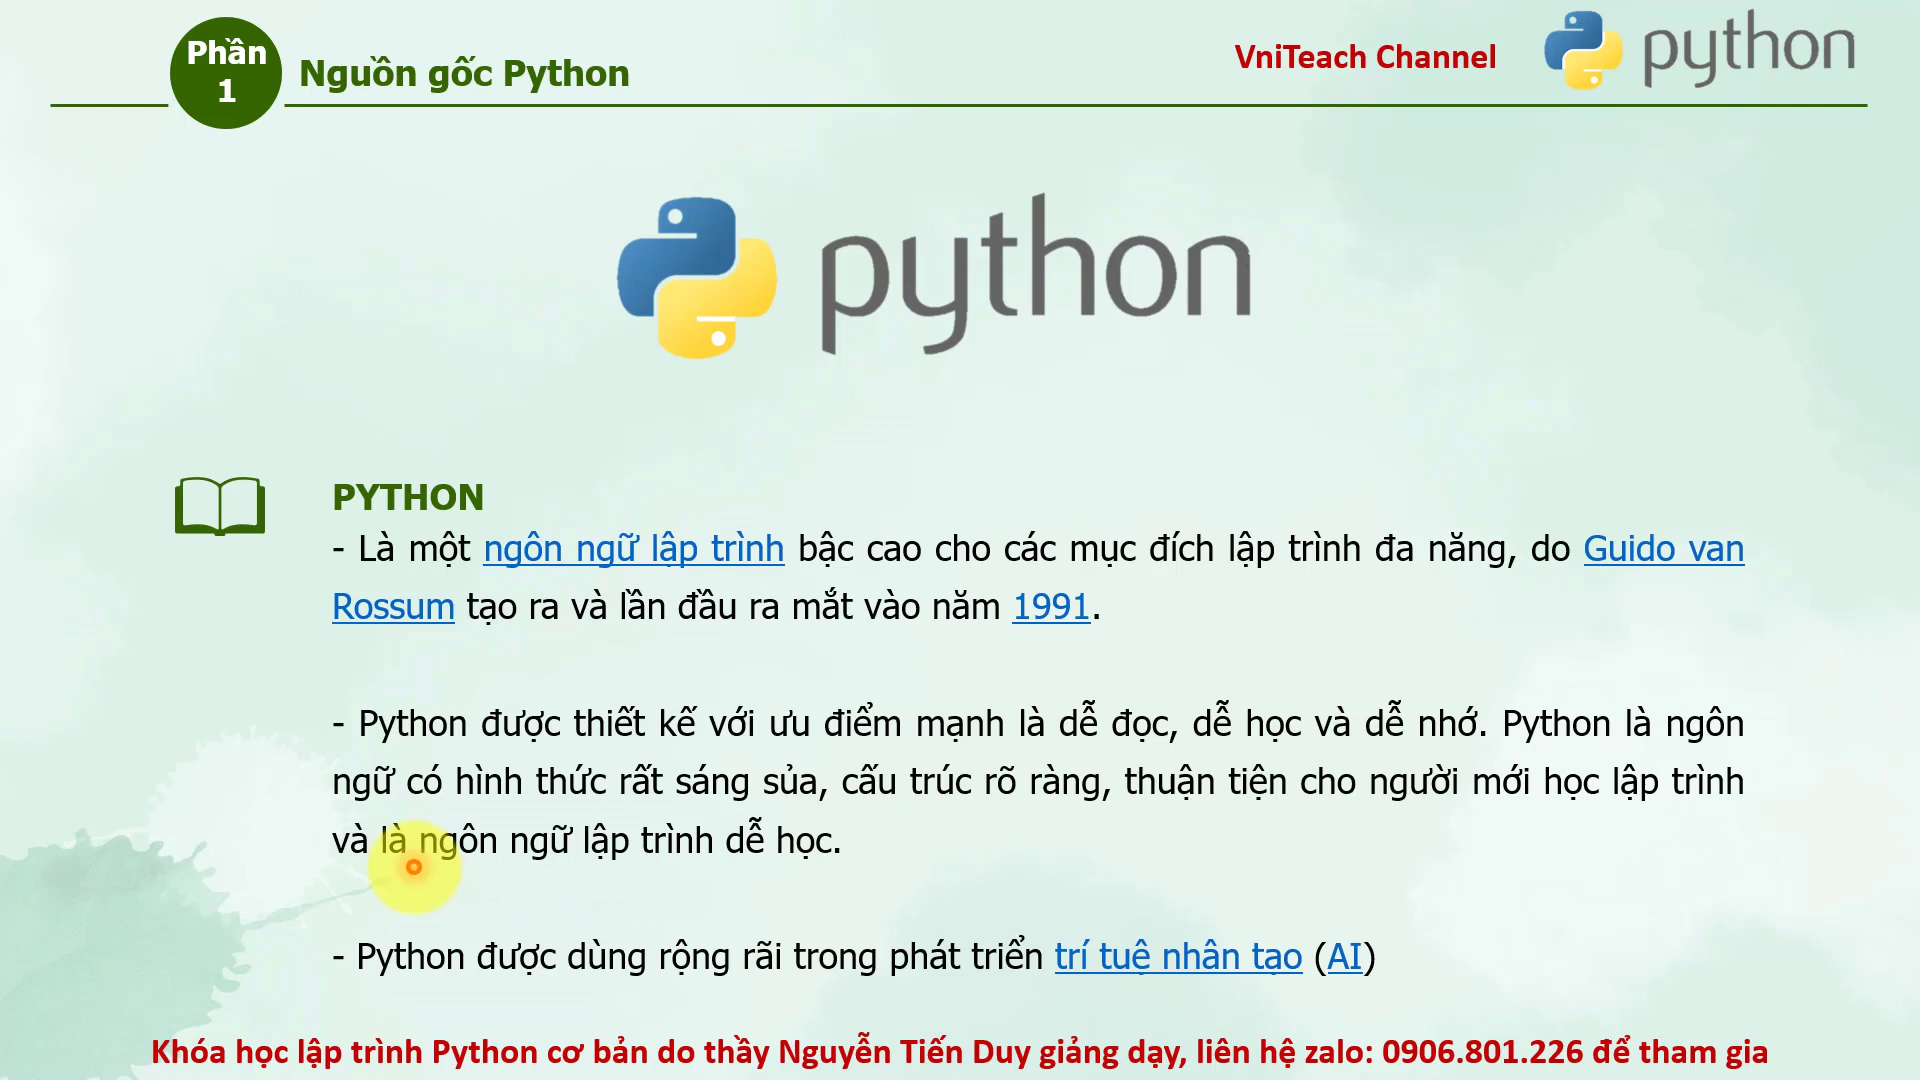 Phần
1
Nguồn gốc Python
VniTeach Channel
python
python
PYTHON
- Là một ngôn ngữ lập trình bậc cao cho các mục đích lập trình đa năng, do Guido van
Rossum tạo ra và lần đầu ra mắt vào năm 1991.
- Python được thiết kế với ưu điểm mạnh là dễ đọc, dễ học và dễ nhớ. Python là ngôn
ngữ có hình thức rất sáng sủa, cấu trúc rõ ràng, thuận tiện cho người mới học lập trình
và là ngôn ngữ lập trình dễ học.
- Python được dùng rộng rãi trong phát triển trí tuệ nhân tạo (AI)
Khóa học lập trình Python cơ bản do thầy Nguyễn Tiến Duy giảng dạy, liên hệ zalo: 0906.801.226 để tham gia